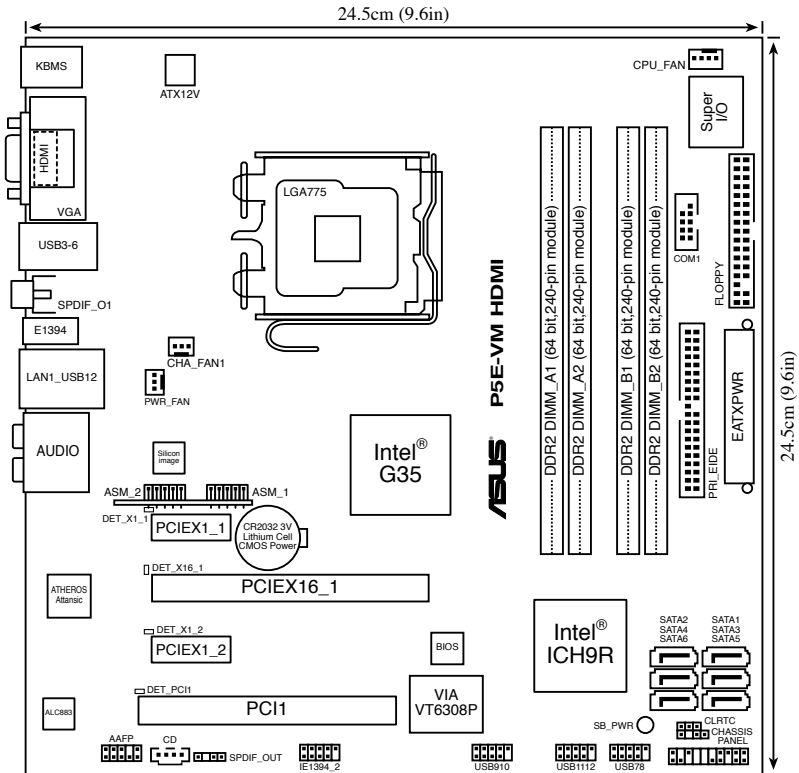 24.5cm (9.6in)
KBMS
ATX12V
CPU_FAN
Super
I/O
HDMI
VGA
LGA775
USB3-6
COM1
FLOPPY
SPDIF_O1
E1394
P5E-VM HDMI
DDR2 DIMM_A1 (64 bit,240-pin module)
DDR2 DIMM_A2 (64 bit,240-pin module)
DDR2 DIMM_B1 (64 bit,240-pin module)
DDR2 DIMM_B2 (64 bit,240-pin module)
24.5cm (9.6in)
CHA_FAN1
LAN1_USB12
PWR_FAN
EATXPWR
PRI_EIDE
AUDIO
Silicon
image
Intel®
G35
ASUS
ASM_2
ASM_1
DET_X1_1
PCIEX1_1
CR2032 3V
Lithium Cell
CMOS Power
DET_X16_1
PCIEX16_1
ATHEROS
Attansic
DET_X1_2
PCIEX1_2
BIOS
Intel®
ICH9R
SATA2
SATA4
SATA6
SATA1
SATA3
SATA5
DET_PCI1
PCI1
VIA
VT6308P
ALC883
SB_PWR
CLRTC
CHASSIS
PANEL
AAFP
CD
SPDIF_OUT
IE1394_2
USB910
USB1112
USB78